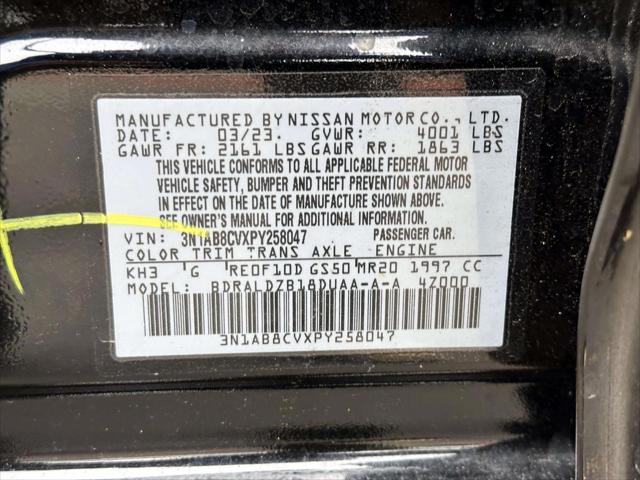 MANUFACTURED BY NISSAN MOTOR CO., LTD.
DATE: 03/23. GVWR: 4001 LBS
GAWR FR: 2161 LBS GAWR RR: 1863 LBS
THIS VEHICLE CONFORMS TO ALL APPLICABLE FEDERAL MOTOR
VEHICLE SAFETY, BUMPER AND THEFT PREVENTION STANDARDS
IN EFFECT ON THE DATE OF MANUFACTURE SHOWN ABOVE.
SEE OWNER'S MANUAL FOR ADDITIONAL INFORMATION.
VIN: 3N1AB8CVXPY258047 PASSENGER CAR.
COLOR TRIM TRANS AXLE ENGINE
KH3 G RE0F10D GS50 MR20 1997 CC
MODEL: BDRALDZB18DUAA-A-A 4Z000
3N1AB8CVXPY258047